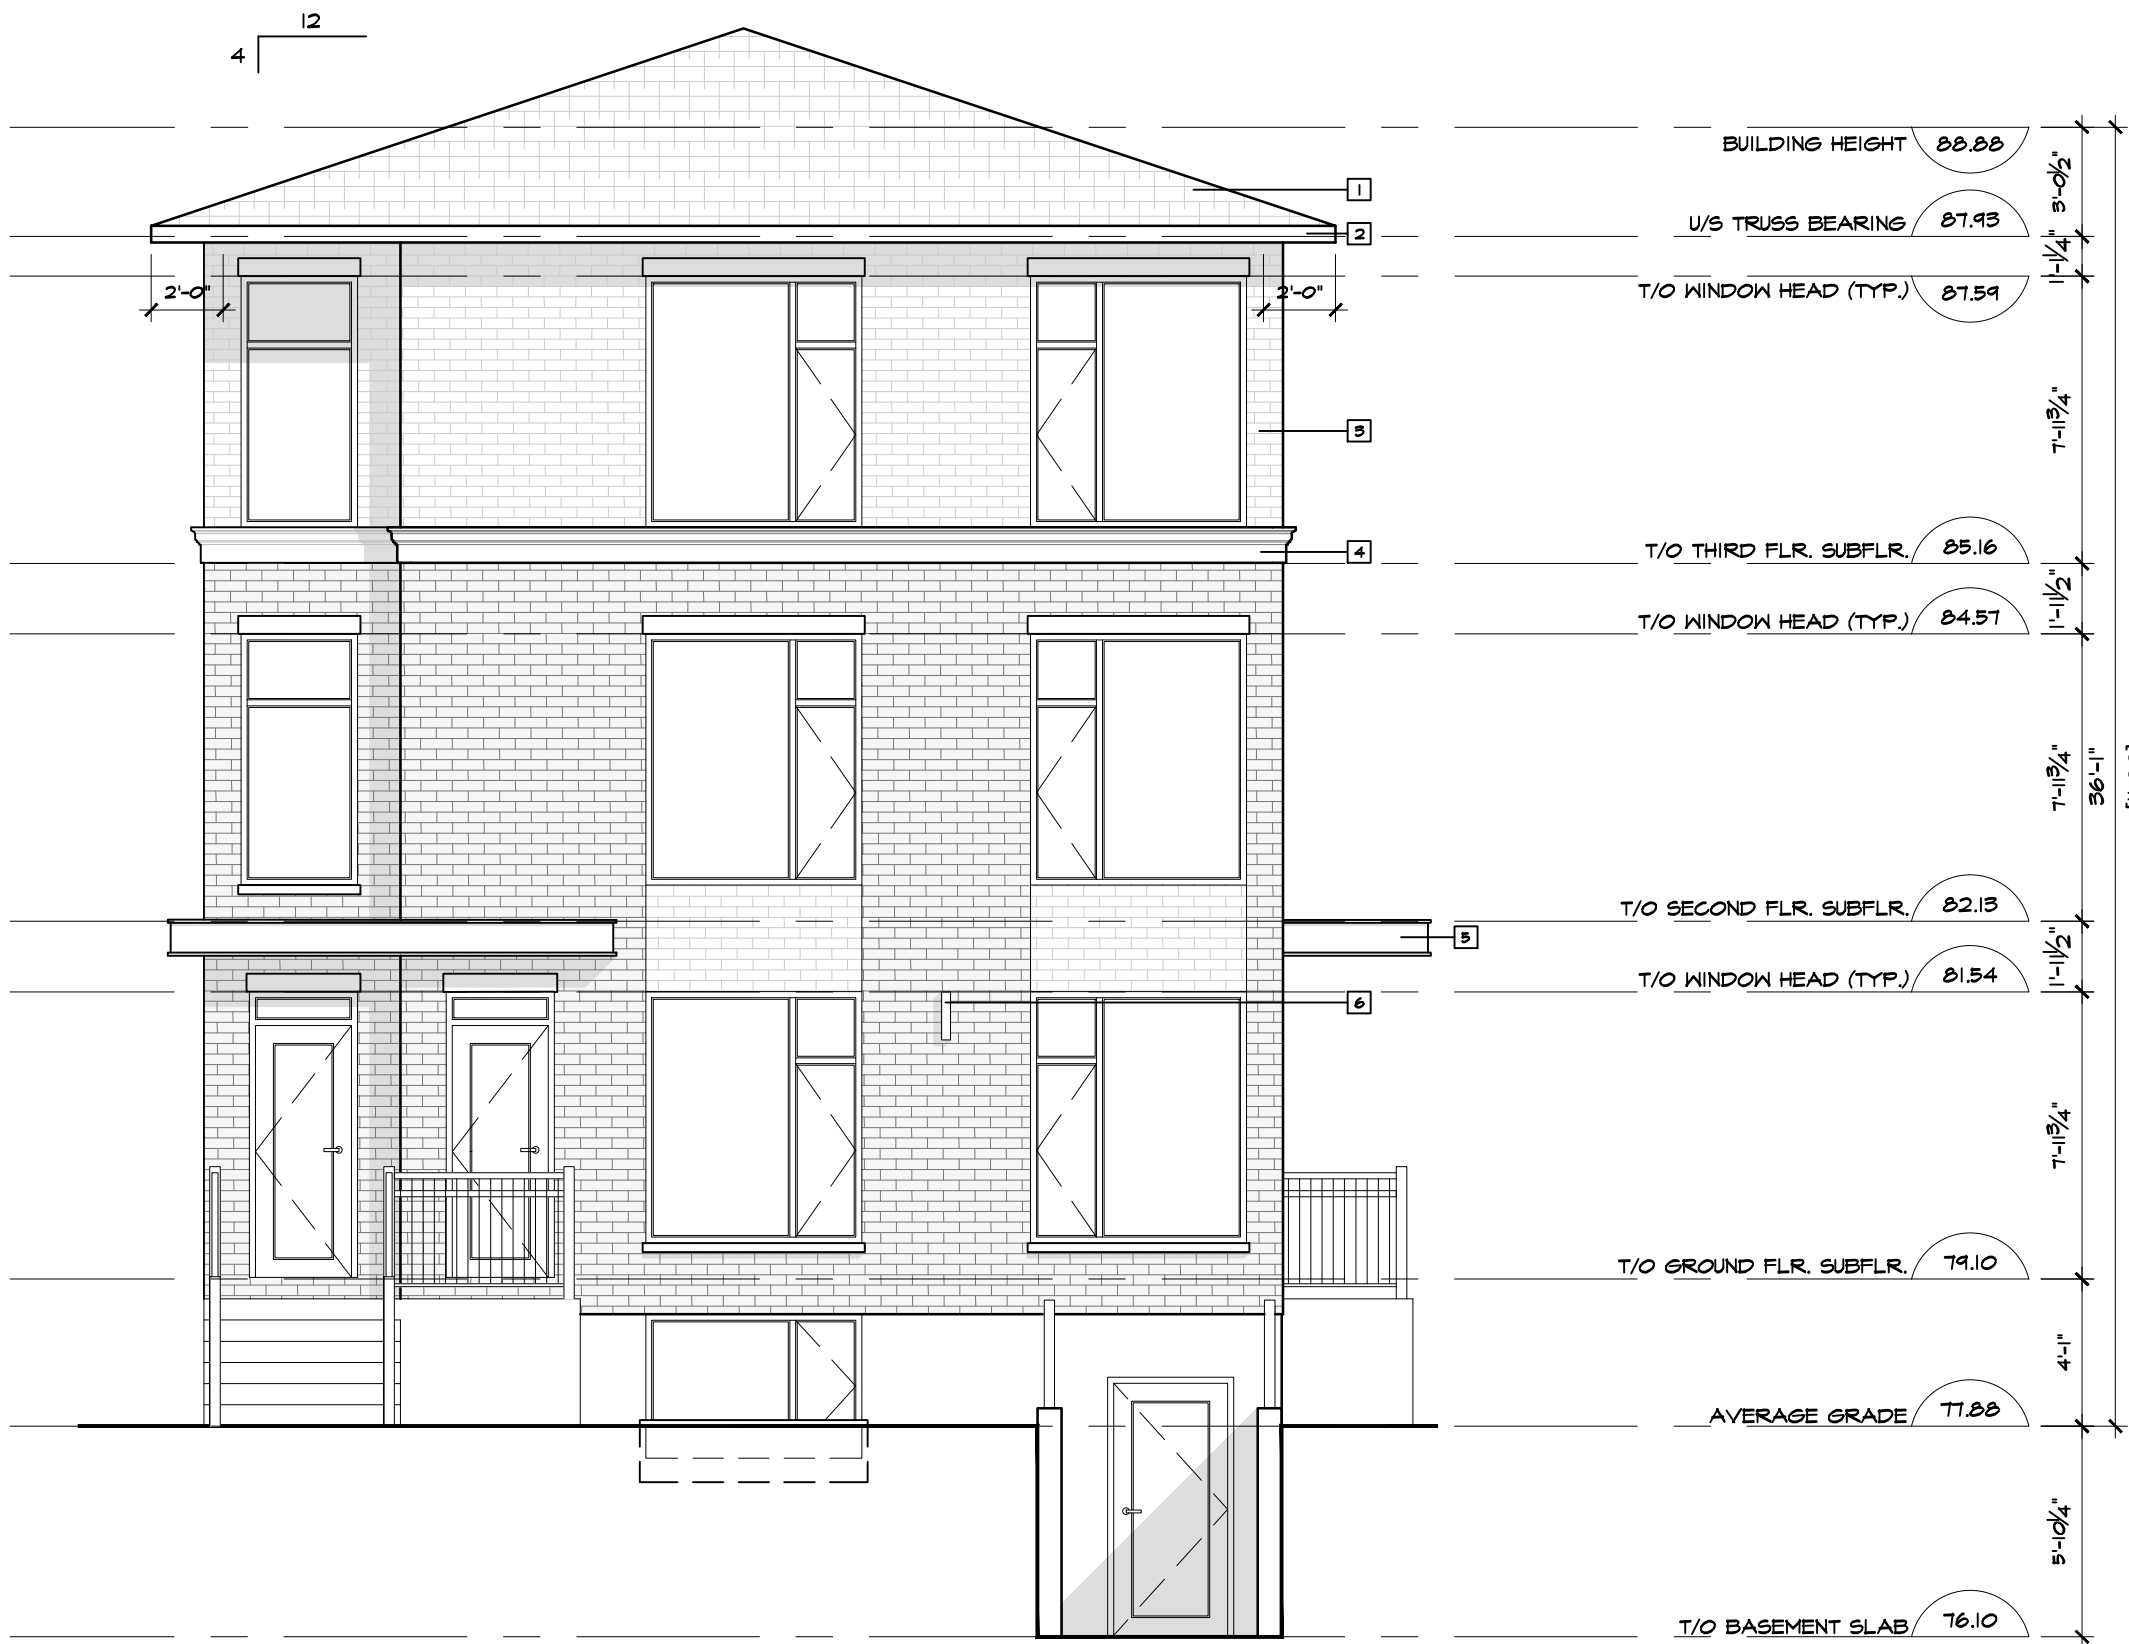 12
4
BUILDING HEIGHT 88.88
3'-0½"
1
U/S TRUSS BEARING 87.93
2
1'-1¼"
2'-0"
2'-0"
T/O WINDOW HEAD (TYP.) 87.59
7'-11¾"
3
4
T/O THIRD FLR. SUBFLR. 85.16
1'-11½"
T/O WINDOW HEAD (TYP.) 84.57
7'-11¾"
36'-1"
T/O SECOND FLR. SUBFLR. 82.13
5
1'-11½"
T/O WINDOW HEAD (TYP.) 81.54
6
7'-11¾"
T/O GROUND FLR. SUBFLR. 79.10
4'-1"
AVERAGE GRADE 77.88
5'-10¼"
T/O BASEMENT SLAB 76.10